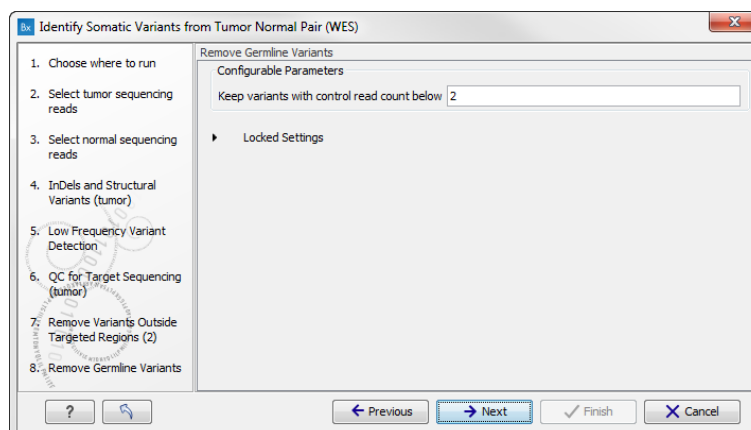 Bx Identify Somatic Variants from Tumor Normal Pair (WES)
X
1. Choose where to run
2. Select tumor sequencing
reads
3. Select normal sequencing
reads
4. InDels and Structural
Variants (tumor)
5. Low Frequency Variant
Detection
6. QC for Target Sequencing
(tumor)
7. Remove Variants Outside
Targeted Regions (2)
8. Remove Germline Variants
Remove Germline Variants
Configurable Parameters
Keep variants with control read count below 2
Locked Settings
?
Previous
Next
Finish
Cancel